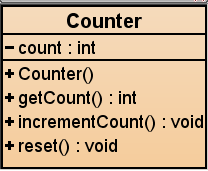 Counter
− count : int
+ Counter()
+ getCount() : int
+ incrementCount() : void
+ reset() : void